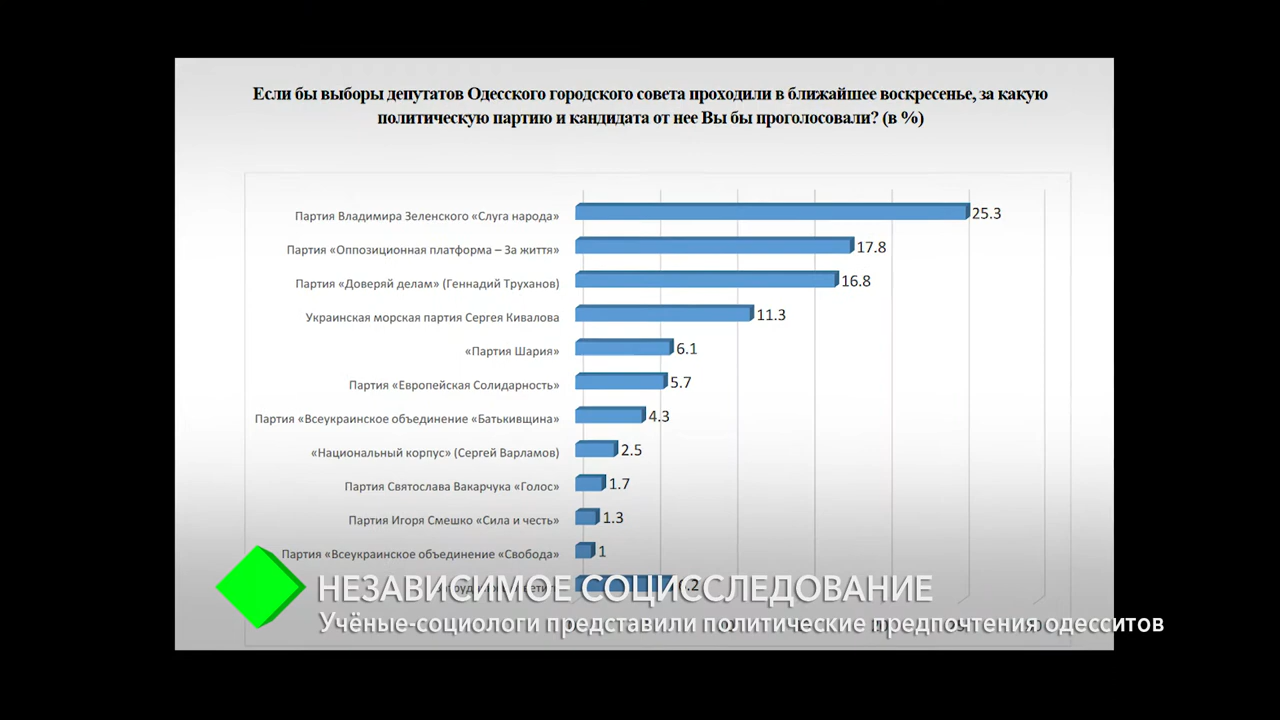 Если бы выборы депутатов Одесского городского совета проходили в ближайшее воскресенье, за какую
политическую партию и кандидата от нее Вы бы проголосовали? (в %)
Партия Владимира Зеленского «Слуга народа» 25.3
Партия «Оппозиционная платформа – За життя» 17.8
Партия «Доверяй делам» (Геннадий Труханов) 16.8
Украинская морская партия Сергея Кивалова 11.3
«Партия Шария» 6.1
Партия «Европейская Солидарность» 5.7
Партия «Всеукраинское объединение «Батькивщина» 4.3
«Национальный корпус» (Сергей Варламов) 2.5
Партия Святослава Вакарчука «Голос» 1.7
Партия Игоря Смешко «Сила и честь» 1.3
Партия «Всеукраинское объединение «Свобода» 1
НЕЗАВИСИМОЕ СОЦИССЛЕДОВАНИЕ
Учёные-социологи представили политические предпочтения одесситов